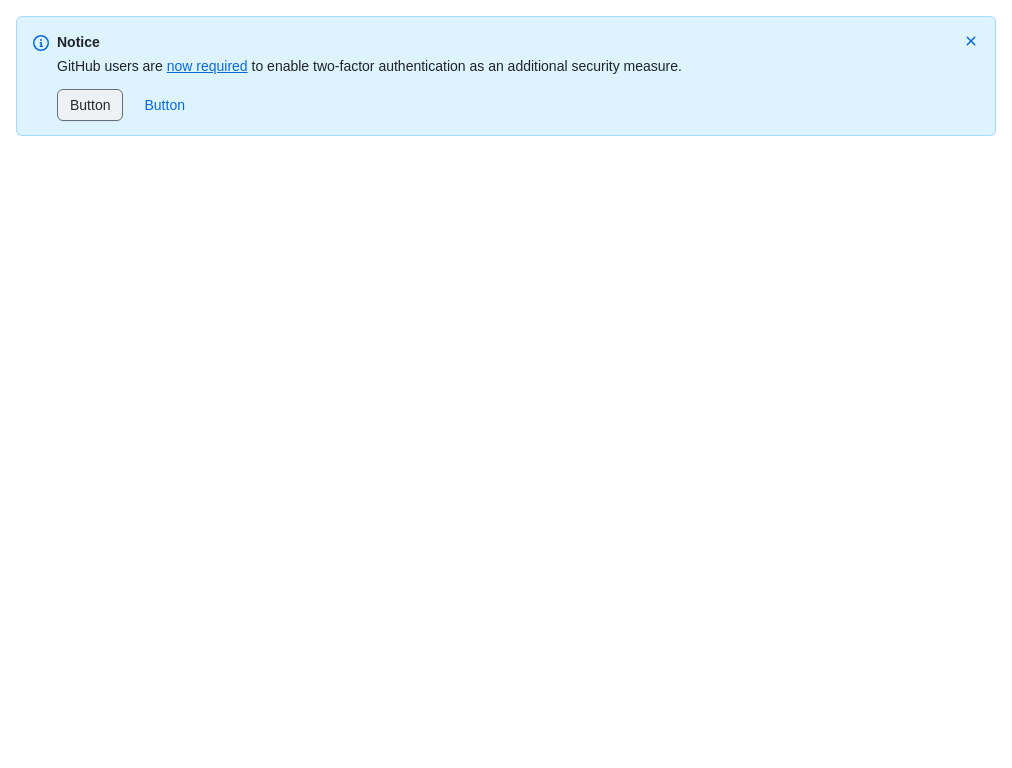 Notice
GitHub users are now required to enable two-factor authentication as an additional security measure.
Button Button